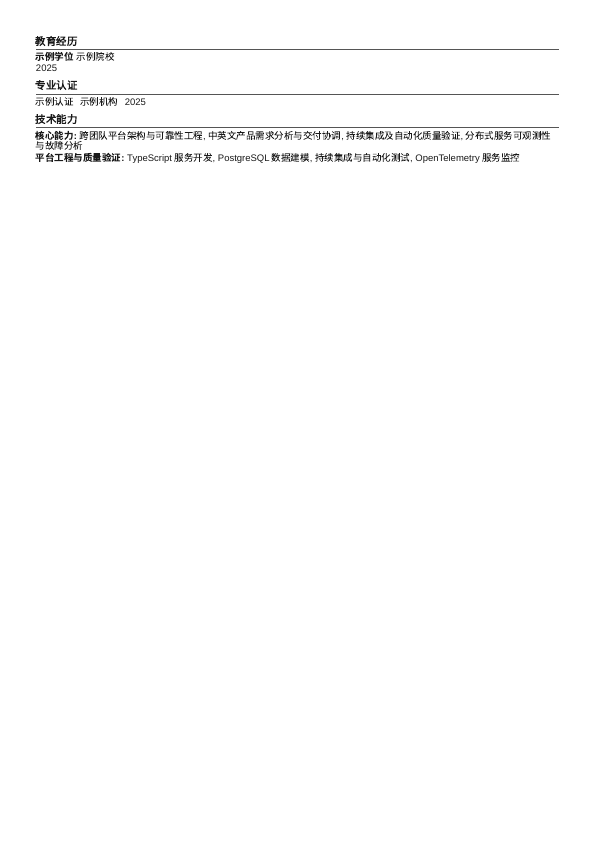 教育经历
示例学位 示例院校
2025
专业认证
示例认证 示例机构 2025
技术能力
核心能力: 跨团队平台架构与可靠性工程, 中英文产品需求分析与交付协调, 持续集成及自动化质量验证, 分布式服务可观测性
与故障分析
平台工程与质量验证: TypeScript 服务开发, PostgreSQL 数据建模, 持续集成与自动化测试, OpenTelemetry 服务监控